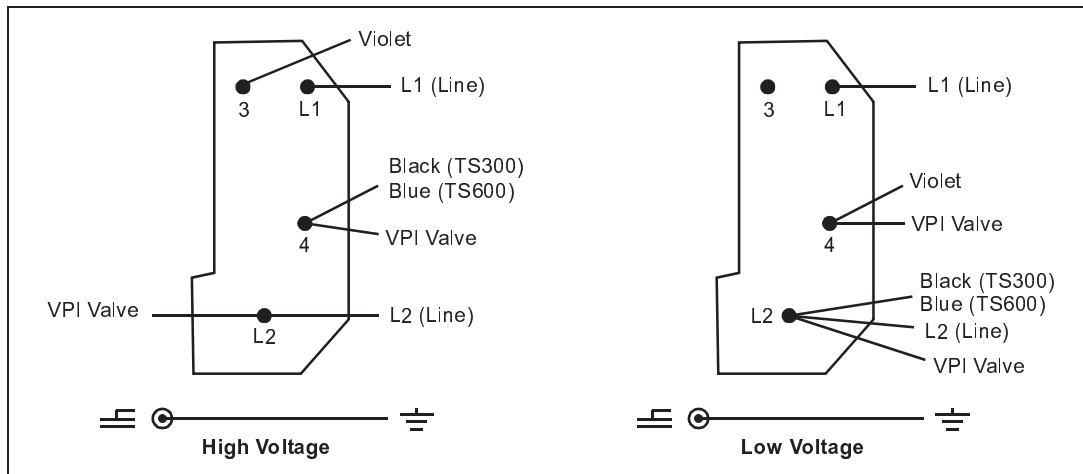 Violet
L1 (Line)
3
L1
Black (TS300)
Blue (TS600)
VPI Valve
4
VPI Valve
L2 (Line)
L2
High Voltage
L1 (Line)
3
L1
Violet
VPI Valve
4
Black (TS300)
Blue (TS600)
L2
L2 (Line)
VPI Valve
Low Voltage